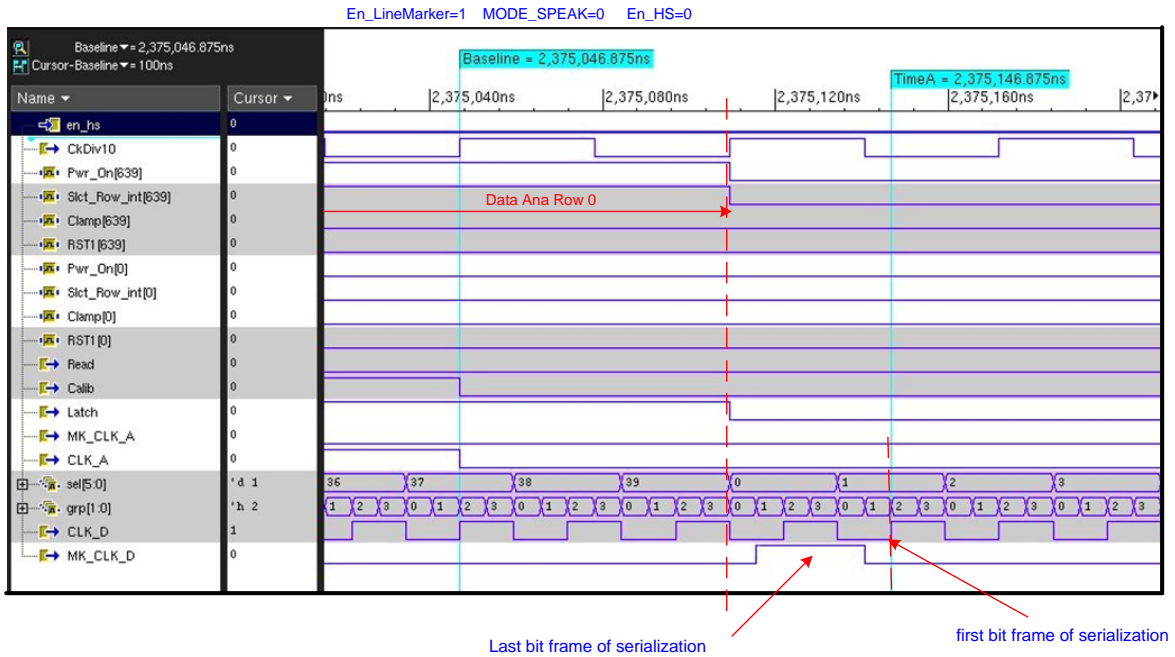 En_LineMarker=1 MODE_SPEAK=0 En_HS=0
Baseline▼= 2,375,046.875ns
Cursor-Baseline▼= 100ns
Baseline = 2,375,046.875ns
TimeA = 2,375,146.875ns
Name Cursor
0ns 2,375,040ns 2,375,080ns 2,375,120ns 2,375,160ns 2,37
en_hs 0
CkDiv10 0
Pwr_On[639] 0
Slct_Row_int[639] 0
Data Ana Row 0
Clamp[639] 0
RST1[639] 0
Pwr_On[0] 0
Slct_Row_int[0] 0
Clamp[0] 0
RST1[0] 0
Read 0
Calib 0
Latch 0
MK_CLK_A 0
CLK_A 0
sel[5:0] 'd 1 36 37 38 39 0 1 2 3
grp[1:0] 'h 2 1 2 3 0 1 2 3 0 1 2 3 0 1 2 3 0 1 2 3 0 1 2 3 0 1 2 3 0 1 2 3
CLK_D 1
MK_CLK_D 0
Last bit frame of serialization
first bit frame of serialization